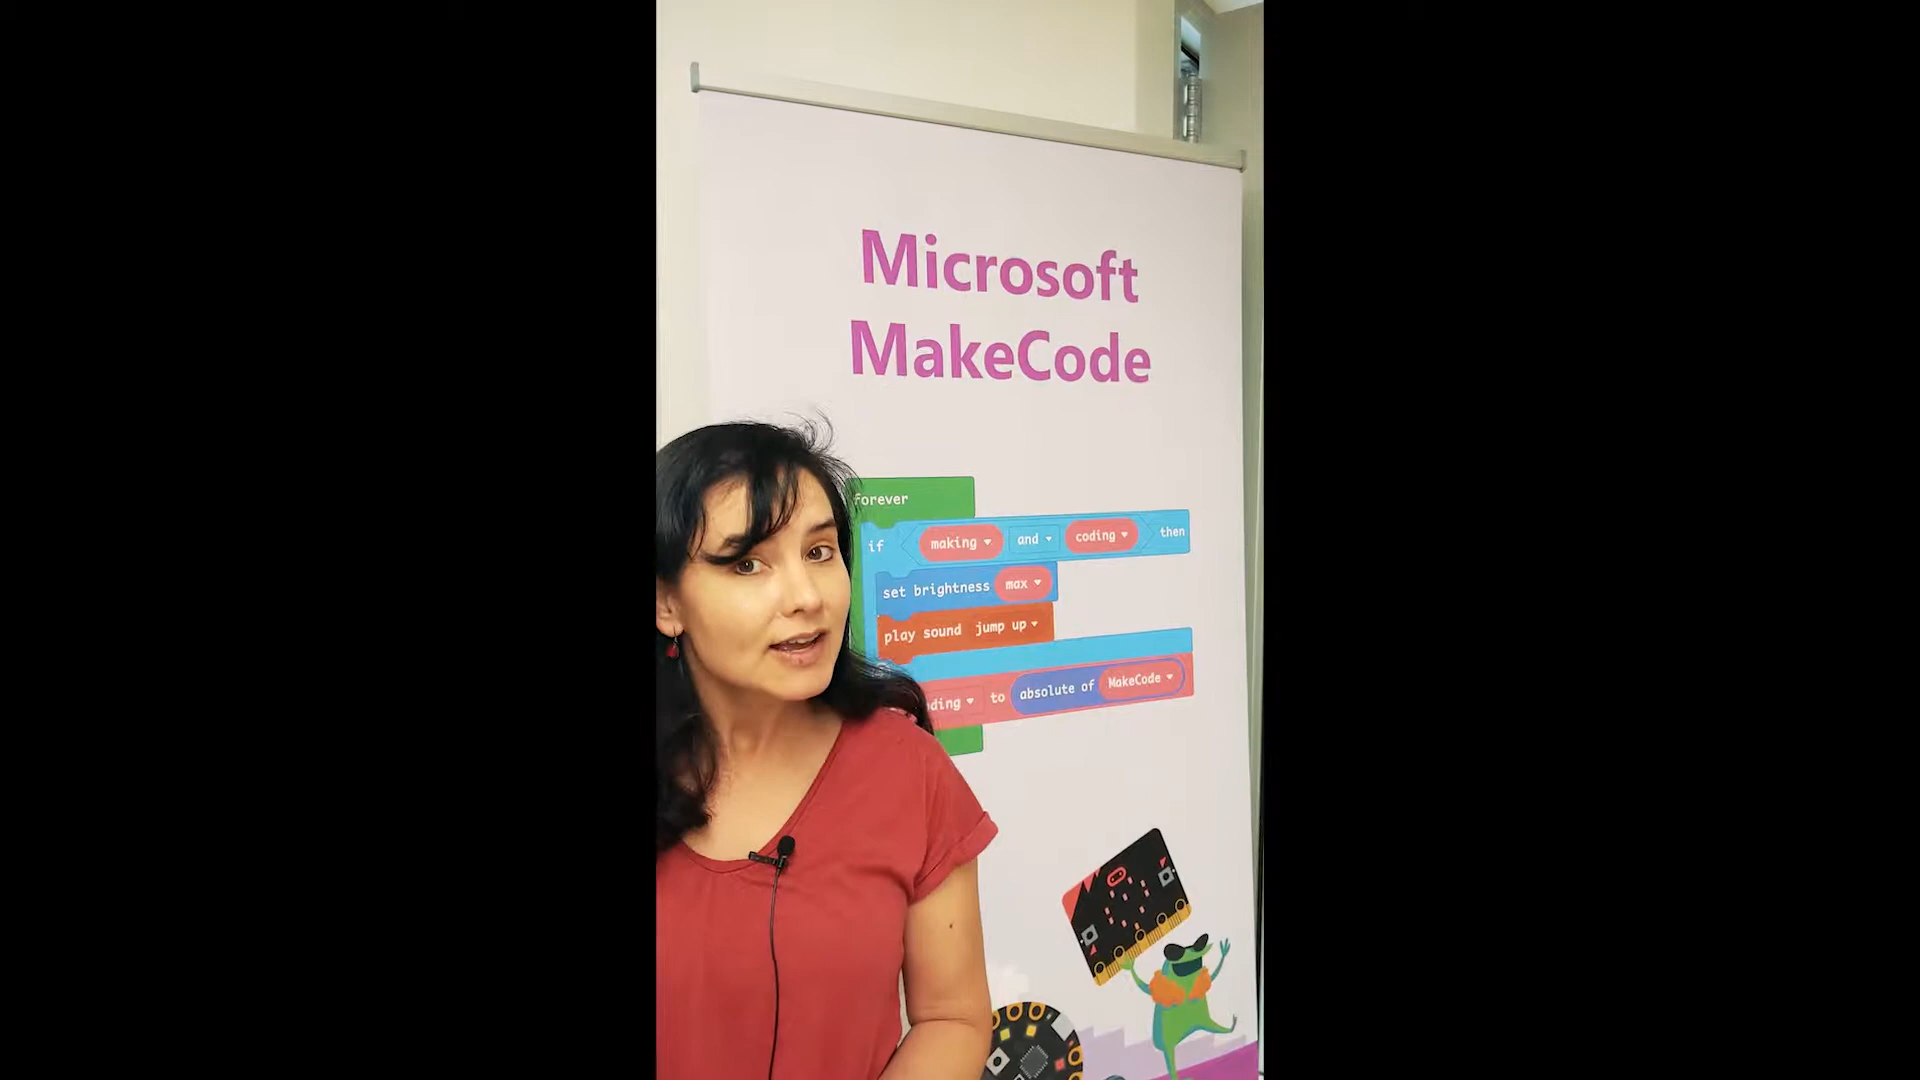 Microsoft
MakeCode
forever
if making and coding then
set brightness max
play sound jump up
to absolute of MakeCode